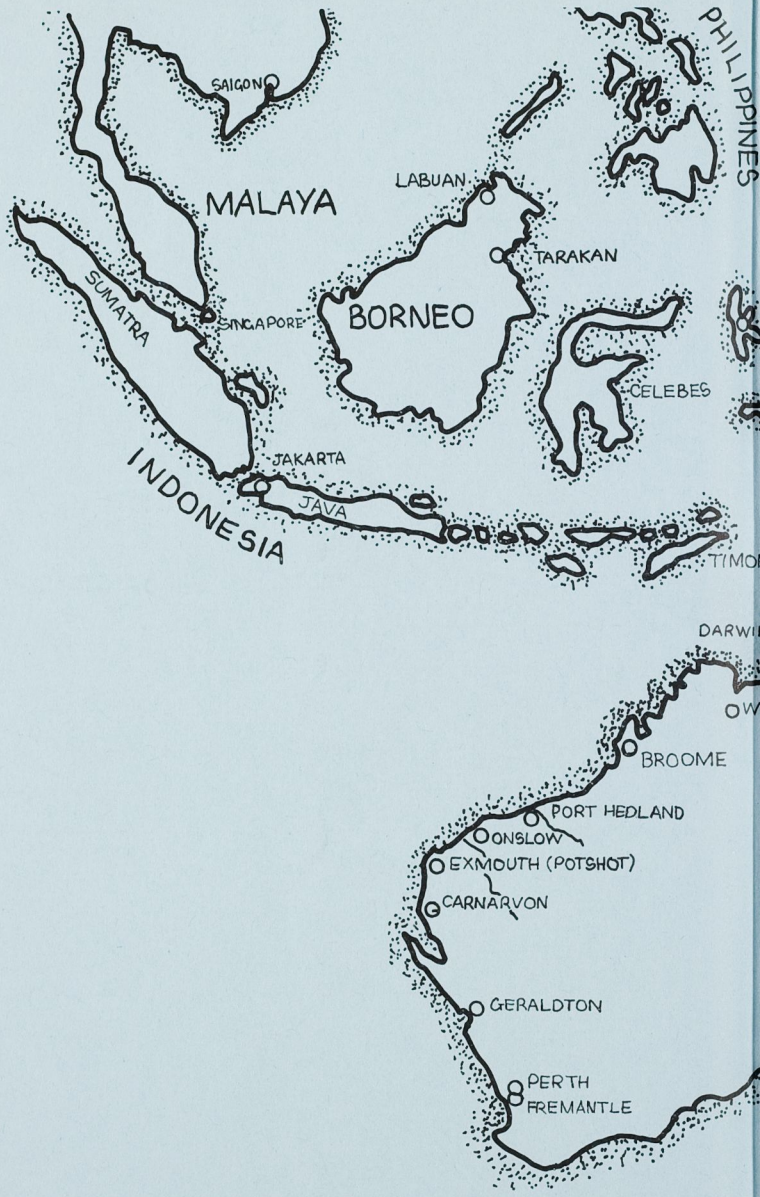 PHILIPPINES
SAIGON
LABUAN
MALAYA
TARAKAN
SUMATRA
SINGAPORE
BORNEO
CELEBES
JAKARTA
INDONESIA
JAVA
TIMO
DARWI
W
BROOME
PORT HEDLAND
ONSLOW
EXMOUTH (POTSHOT)
CARNARVON
GERALDTON
PERTH
FREMANTLE